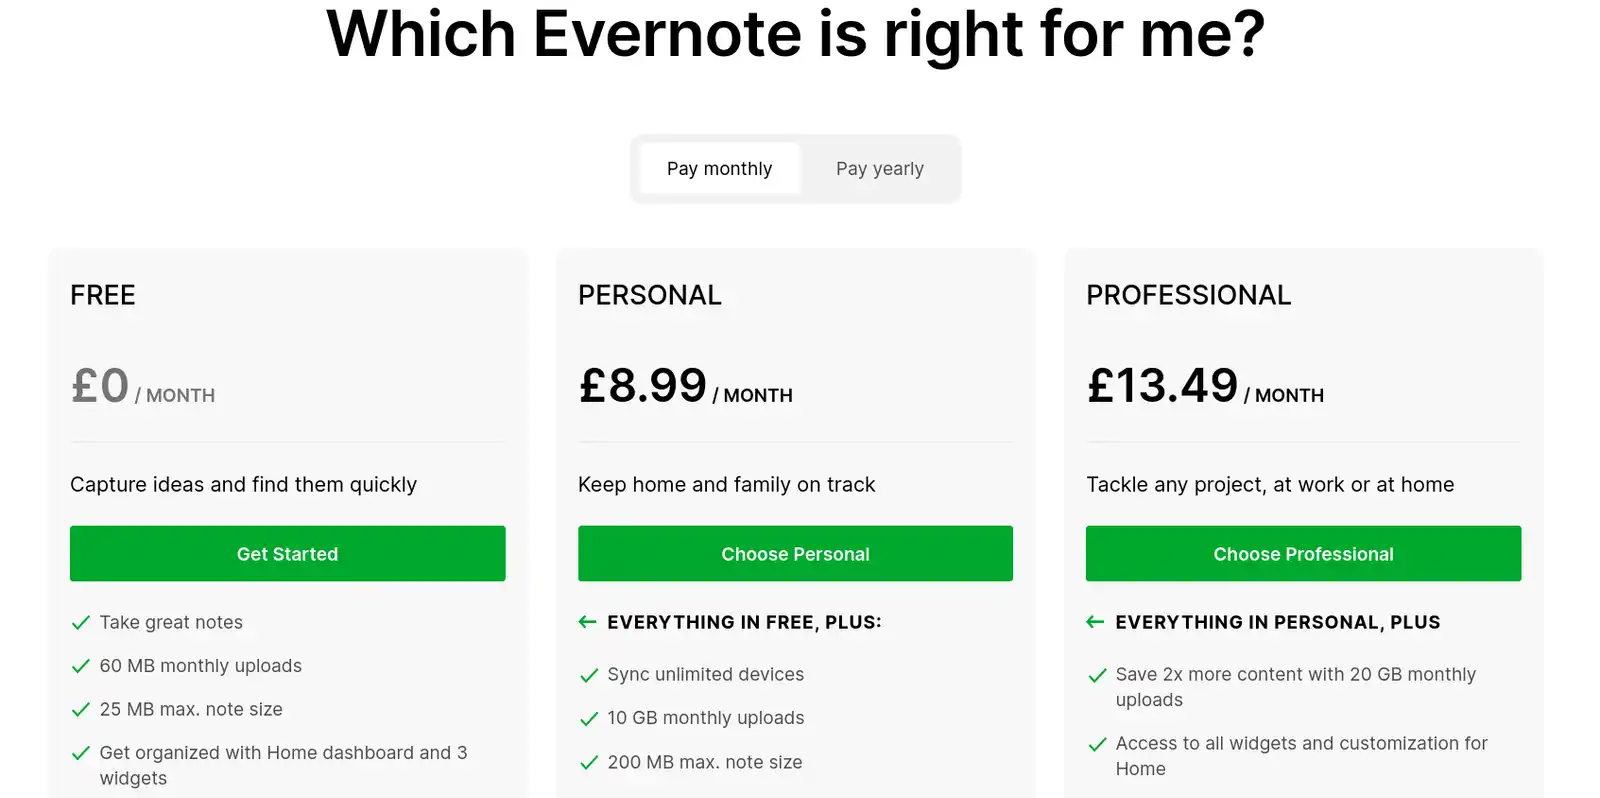 Which Evernote is right for me?
Pay monthly
Pay yearly
FREE
£0 / MONTH
Capture ideas and find them quickly
Get Started
Take great notes
60 MB monthly uploads
25 MB max. note size
Get organized with Home dashboard and 3
widgets
PERSONAL
£8.99 / MONTH
Keep home and family on track
Choose Personal
EVERYTHING IN FREE, PLUS:
Sync unlimited devices
10 GB monthly uploads
200 MB max. note size
PROFESSIONAL
£13.49 / MONTH
Tackle any project, at work or at home
Choose Professional
EVERYTHING IN PERSONAL, PLUS
Save 2x more content with 20 GB monthly
uploads
Access to all widgets and customization for
Home